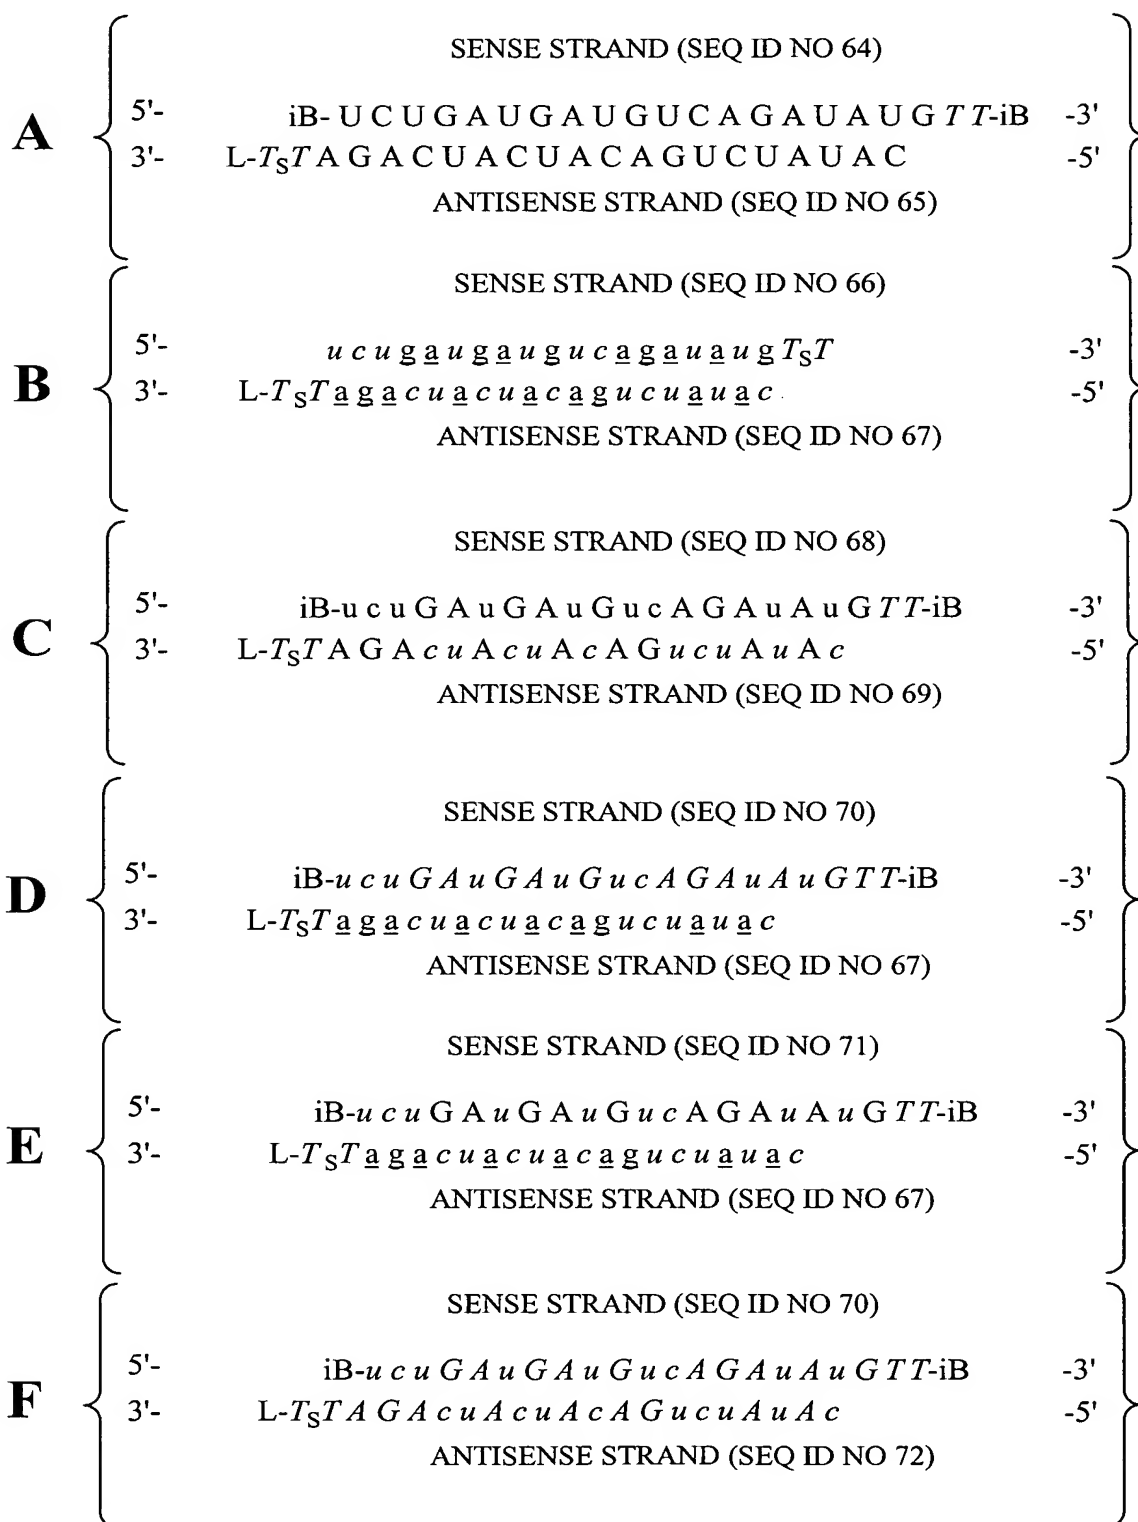 SENSE STRAND (SEQ ID NO 64)
A
5'- iB- U C U G A U G A U G U C A G A U A U G T T-iB -3'
3'- L-TST A G A C U A C U A C A G U C U A U A C -5'
ANTISENSE STRAND (SEQ ID NO 65)
SENSE STRAND (SEQ ID NO 66)
B
5'- u c u g a u g a u g u c a g a u a u g TST -3'
3'- L-TST a g a c u a c u a c a g u c u a u a c -5'
ANTISENSE STRAND (SEQ ID NO 67)
SENSE STRAND (SEQ ID NO 68)
C
5'- iB-u c u G A u G A u G u c A G A u A u G T T-iB -3'
3'- L-TST A G A c u A c u A c A G u c u A u A c -5'
ANTISENSE STRAND (SEQ ID NO 69)
SENSE STRAND (SEQ ID NO 70)
D
5'- iB-u c u G A u G A u G u c A G A u A u G T T-iB -3'
3'- L-TST a g a c u a c u a c a g u c u a u a c -5'
ANTISENSE STRAND (SEQ ID NO 67)
SENSE STRAND (SEQ ID NO 71)
E
5'- iB-u c u G A u G A u G u c A G A u A u G T T-iB -3'
3'- L-TST a g a c u a c u a c a g u c u a u a c -5'
ANTISENSE STRAND (SEQ ID NO 67)
SENSE STRAND (SEQ ID NO 70)
F
5'- iB-u c u G A u G A u G u c A G A u A u G T T-iB -3'
3'- L-TST A G A c u A c u A c A G u c u A u A c -5'
ANTISENSE STRAND (SEQ ID NO 72)